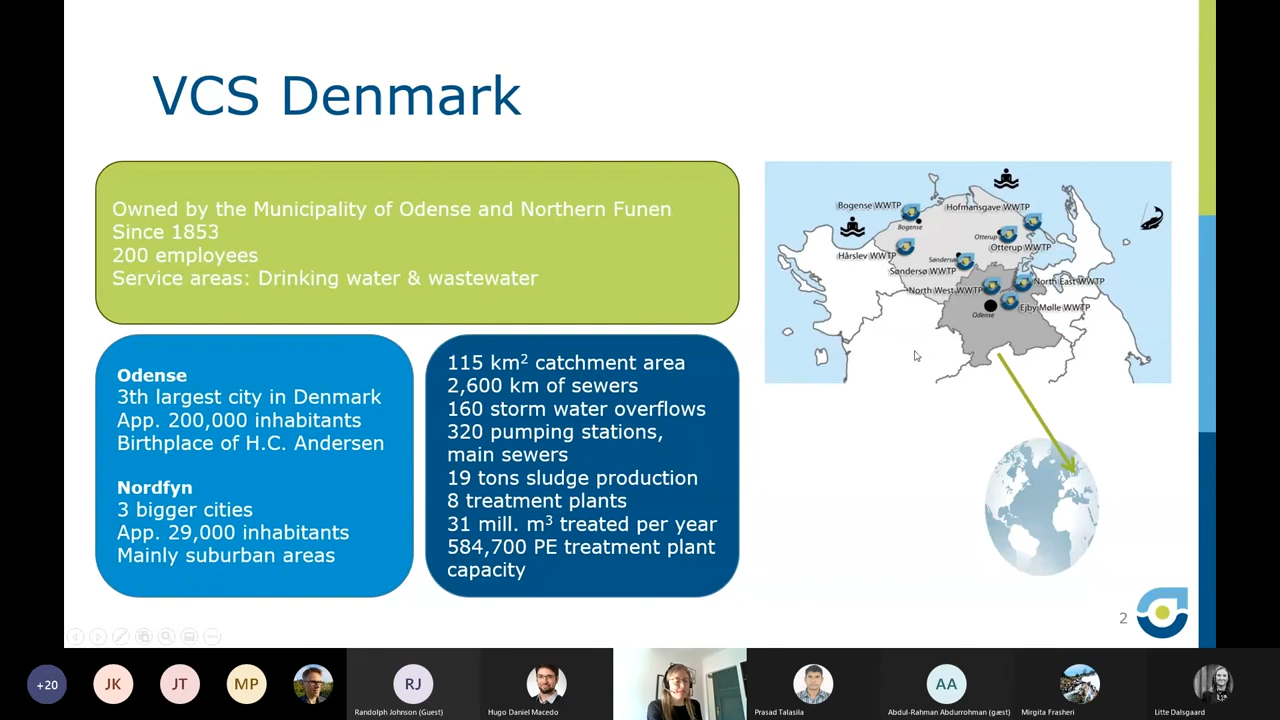 VCS Denmark
Owned by the Municipality of Odense and Northern Funen
Since 1853
200 employees
Service areas: Drinking water & wastewater
Odense
3th largest city in Denmark
App. 200,000 inhabitants
Birthplace of H.C. Andersen
Nordfyn
3 bigger cities
App. 29,000 inhabitants
Mainly suburban areas
115 km² catchment area
2,600 km of sewers
160 storm water overflows
320 pumping stations,
main sewers
19 tons sludge production
8 treatment plants
31 mill. m³ treated per year
584,700 PE treatment plant
capacity
Bogense WWTP
Hofmansgave WWTP
Bogense
Otterup
Otterup WWTP
Hårslev WWTP
Søndersø
Søndersø WWTP
North West WWTP
North East WWTP
Ejby Mølle WWTP
Odense
2
+20
JK
JT
MP
RJ
AA
Randolph Johnson (Guest)
Hugo Daniel Macedo
Prasad Talasila
Abdul-Rahman Abdurrohman (gæst)
Mirgita Frasheri
Litte Dalsgaard